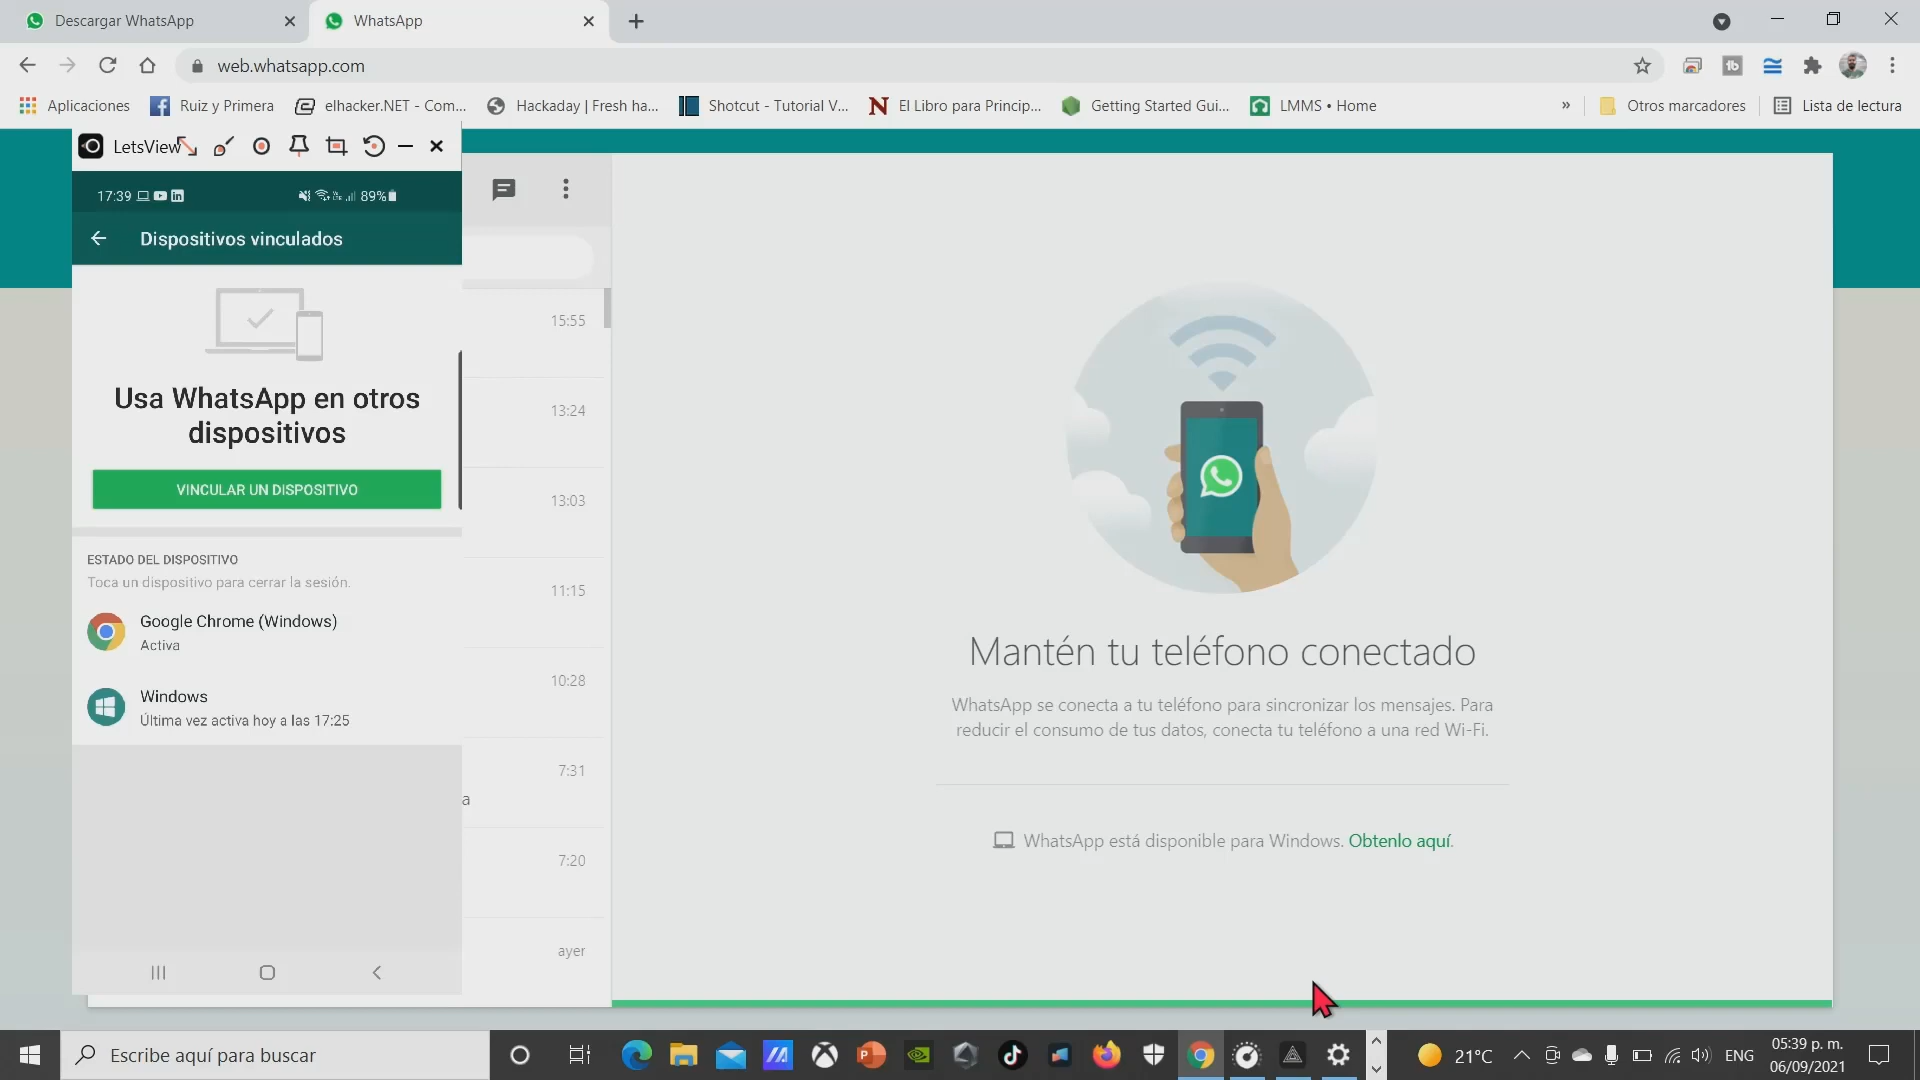 Descargar WhatsApp
WhatsApp
web.whatsapp.com
Aplicaciones
Ruiz y Primera
elhacker.NET - Com...
Hackaday | Fresh ha...
Shotcut - Tutorial V...
El Libro para Princip...
Getting Started Gui...
LMMS • Home
»
Otros marcadores
Lista de lectura
LetsView
17:39
89%
Dispositivos vinculados
Usa WhatsApp en otros
dispositivos
VINCULAR UN DISPOSITIVO
ESTADO DEL DISPOSITIVO
Toca un dispositivo para cerrar la sesión.
Google Chrome (Windows)
Activa
Windows
Última vez activa hoy a las 17:25
15:55
13:24
13:03
11:15
10:28
7:31
a
7:20
ayer
Mantén tu teléfono conectado
WhatsApp se conecta a tu teléfono para sincronizar los mensajes. Para
reducir el consumo de tus datos, conecta tu teléfono a una red Wi-Fi.
WhatsApp está disponible para Windows. Obtenlo aquí.
Escribe aquí para buscar
21°C
ENG
05:39 p. m.
06/09/2021